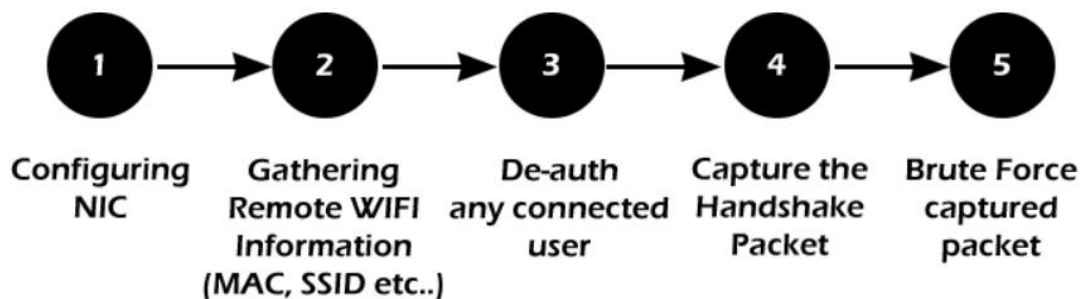 1 2 3 4 5
Configuring
NIC
Gathering
Remote WIFI
Information
(MAC, SSID etc..)
De-auth
any connected
user
Capture the
Handshake
Packet
Brute Force
captured
packet